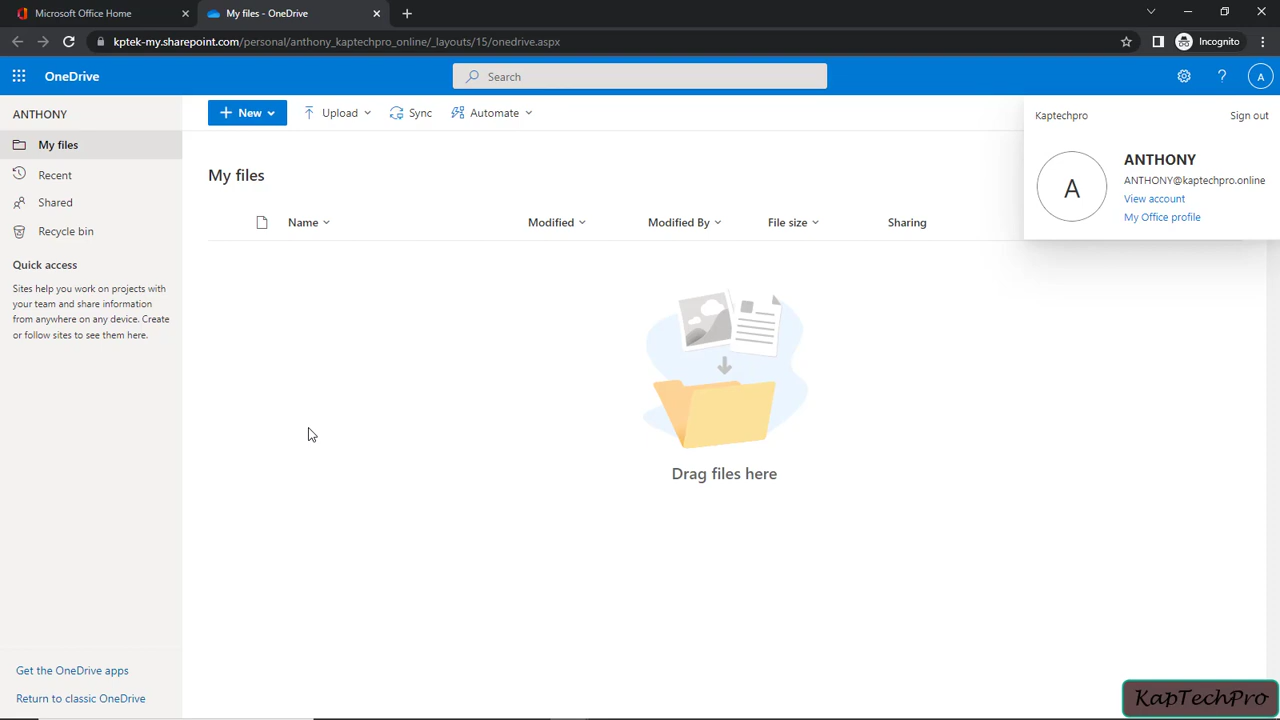 Microsoft Office Home
My files - OneDrive
kptek-my.sharepoint.com/personal/anthony_kaptechpro_online/_layouts/15/onedrive.aspx
Incognito
OneDrive
Search
A
ANTHONY
My files
Recent
Shared
Recycle bin
Quick access
Sites help you work on projects with
your team and share information
from anywhere on any device. Create
or follow sites to see them here.
Get the OneDrive apps
Return to classic OneDrive
New
Upload
Sync
Automate
My files
Name
Modified
Modified By
File size
Sharing
Drag files here
Kaptechpro
Sign out
A
ANTHONY
ANTHONY@kaptechpro.online
View account
My Office profile
KapTechPro